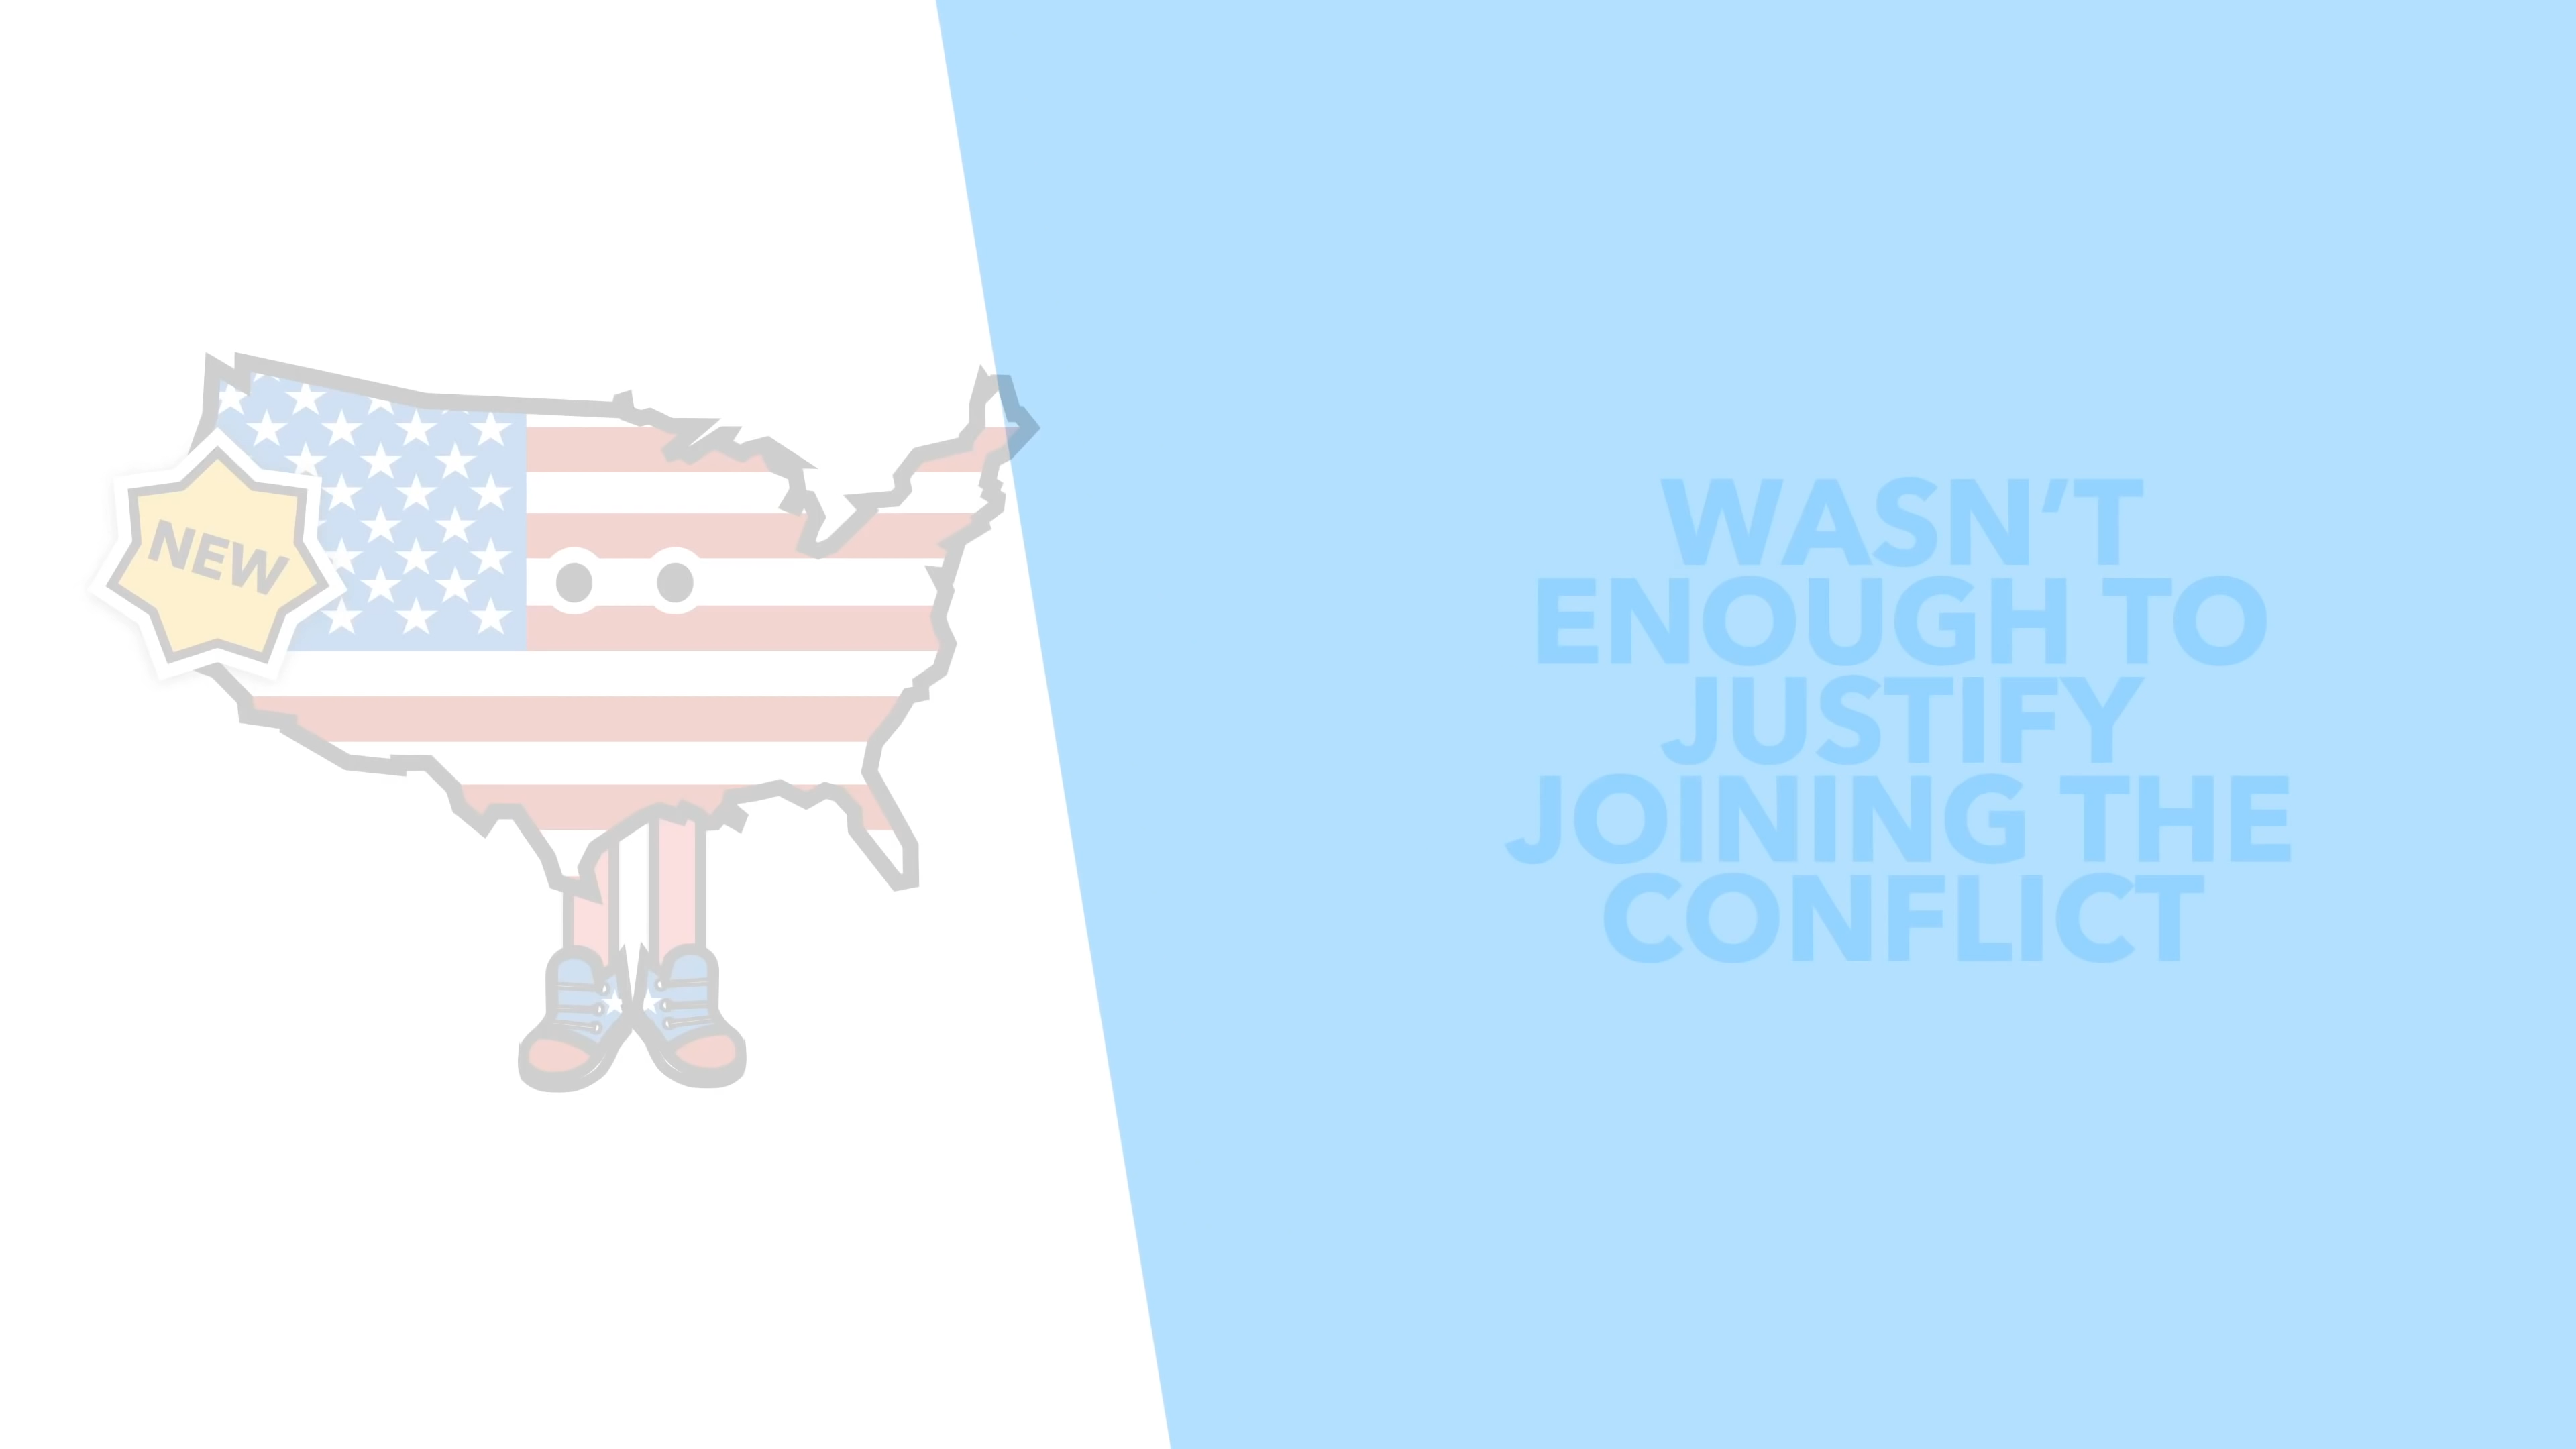 NEW
WASN’T
ENOUGH TO
JUSTIFY
JOINING THE
CONFLICT